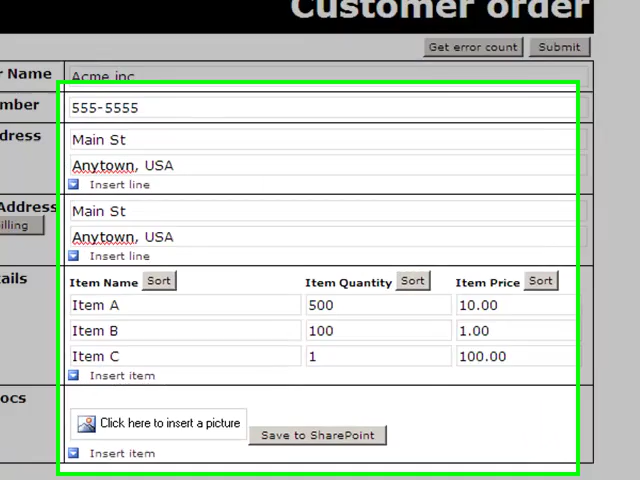 Customer order
Get error count Submit
r Name Acme inc
mber 555-5555
dress Main St
Anytown, USA
Insert line
Address Main St
illing Anytown, USA
Insert line
ails Item Name Sort Item Quantity Sort Item Price Sort
Item A 500 10.00
Item B 100 1.00
Item C 1 100.00
Insert item
ocs
Click here to insert a picture Save to SharePoint
Insert item